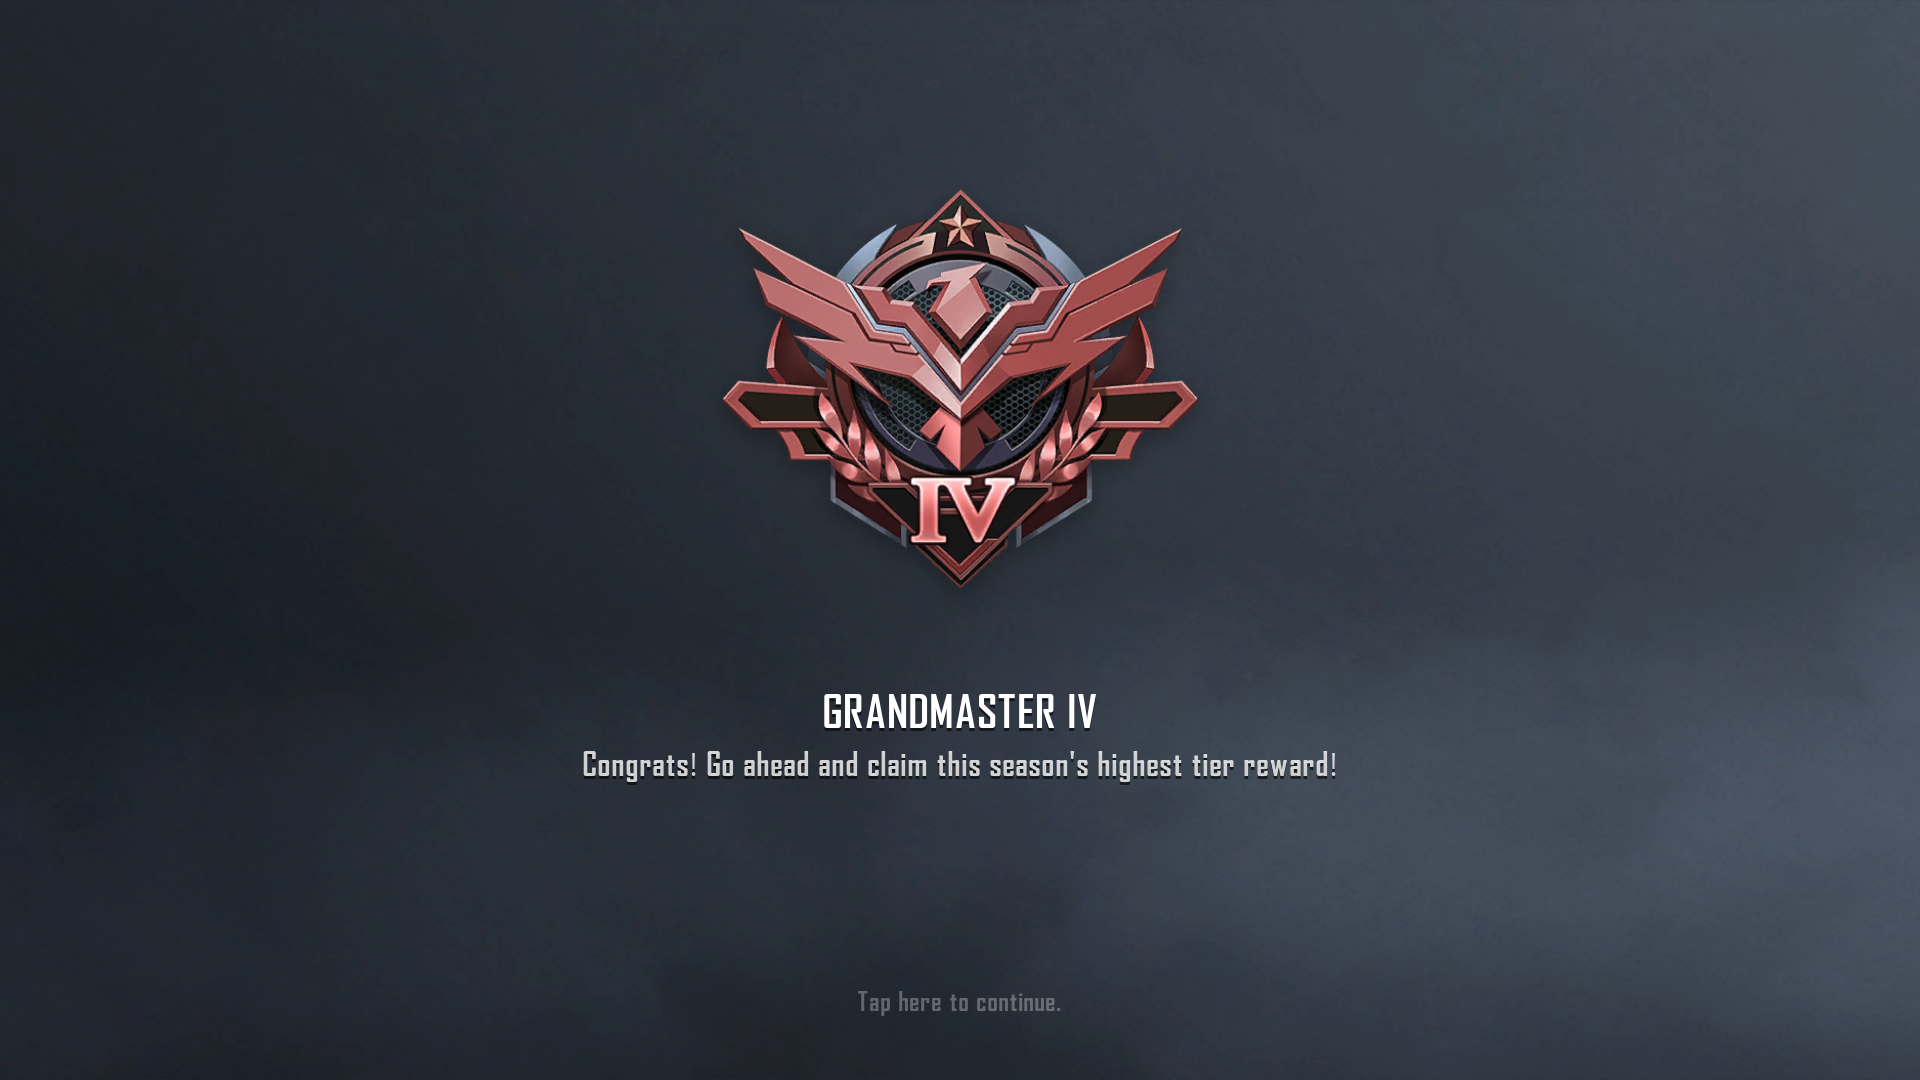 IV
GRANDMASTER IV
Congrats! Go ahead and claim this season's highest tier reward!
Tap here to continue.